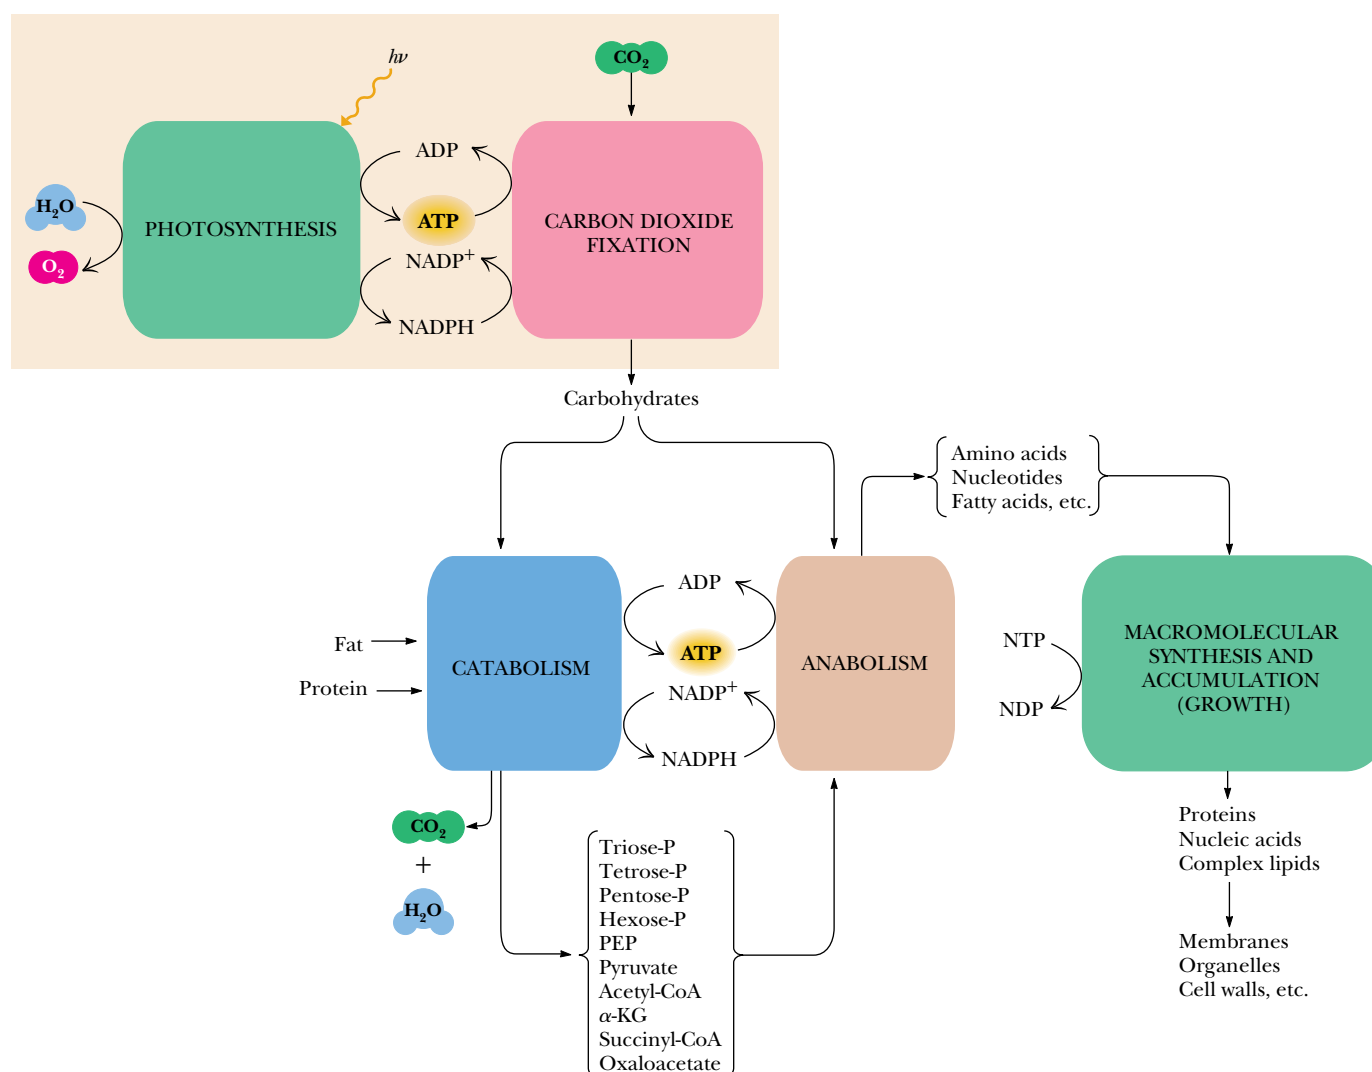 hν
CO₂
ADP
ATP
H₂O
O₂
PHOTOSYNTHESIS
CARBON DIOXIDE
FIXATION
NADP⁺
NADPH
Carbohydrates
Amino acids
Nucleotides
Fatty acids, etc.
Fat
Protein
CATABOLISM
ADP
ATP
NADP⁺
NADPH
ANABOLISM
NTP
NDP
MACROMOLECULAR
SYNTHESIS AND
ACCUMULATION
(GROWTH)
CO₂
+
H₂O
Triose-P
Tetrose-P
Pentose-P
Hexose-P
PEP
Pyruvate
Acetyl-CoA
α-KG
Succinyl-CoA
Oxaloacetate
Proteins
Nucleic acids
Complex lipids
Membranes
Organelles
Cell walls, etc.